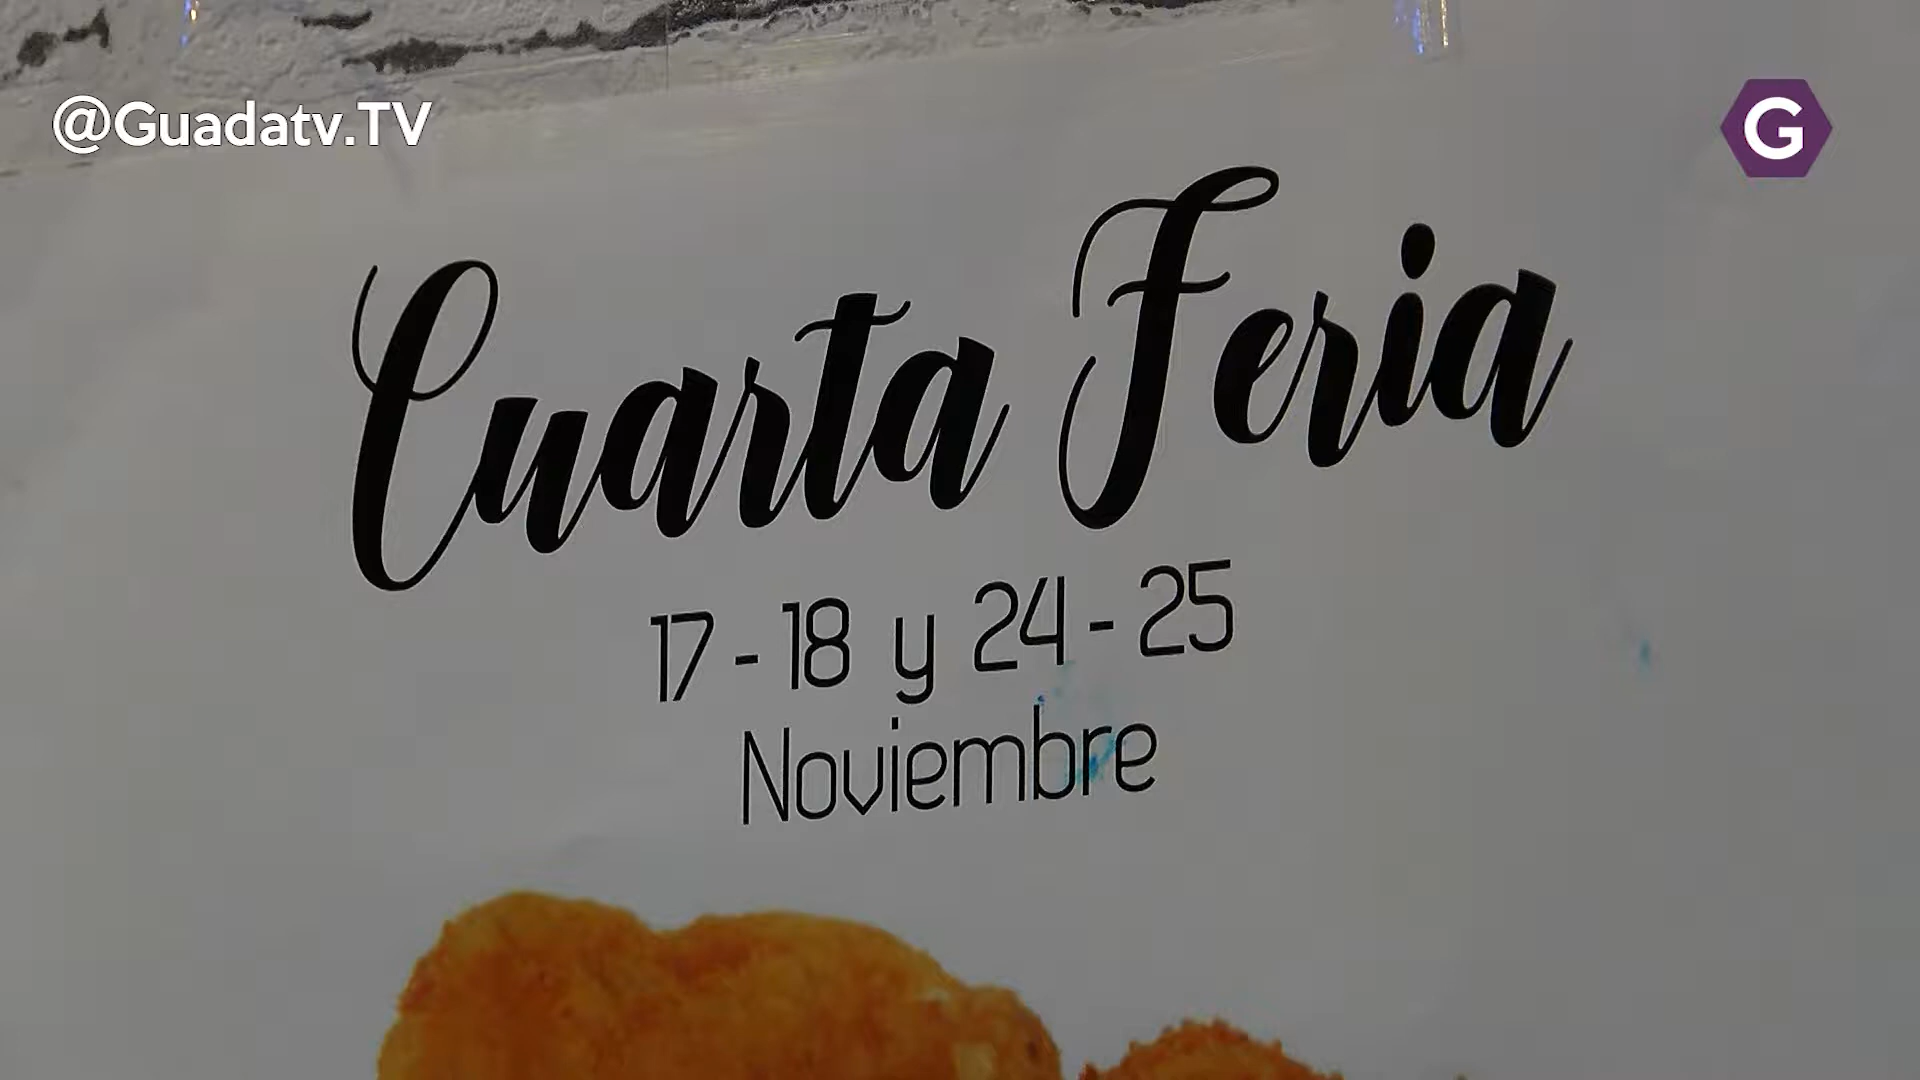 @Guadatv.TV
G
Cuarta Feria
17 - 18 y 24 - 25
Noviembre